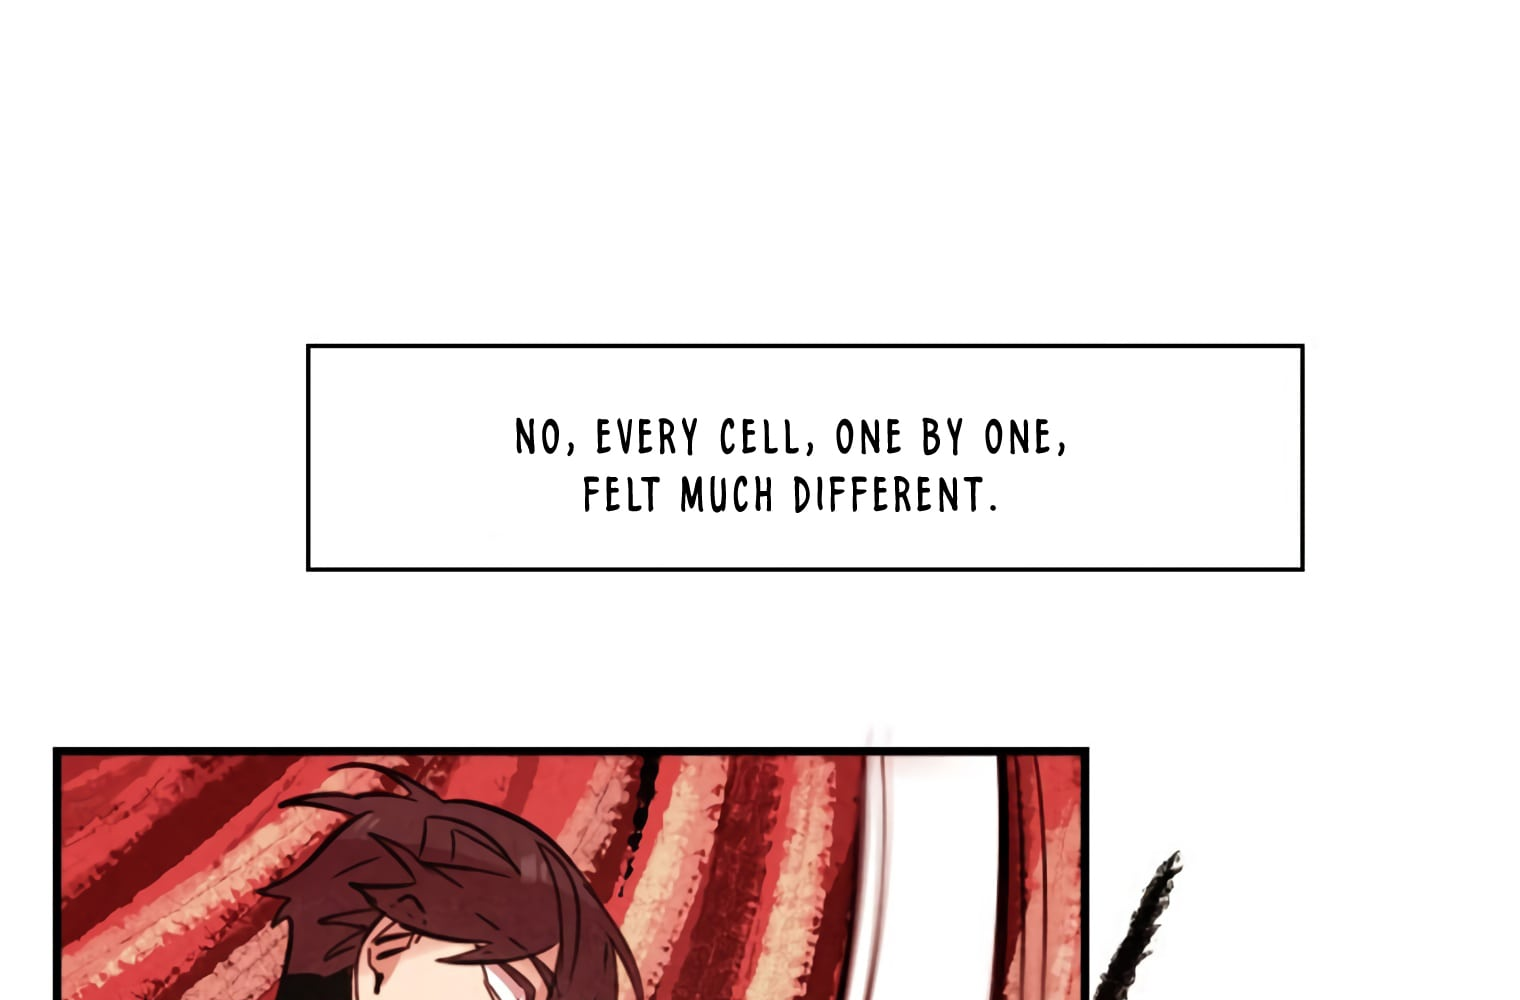 NO, EVERY CELL, ONE BY ONE,
FELT MUCH DIFFERENT.